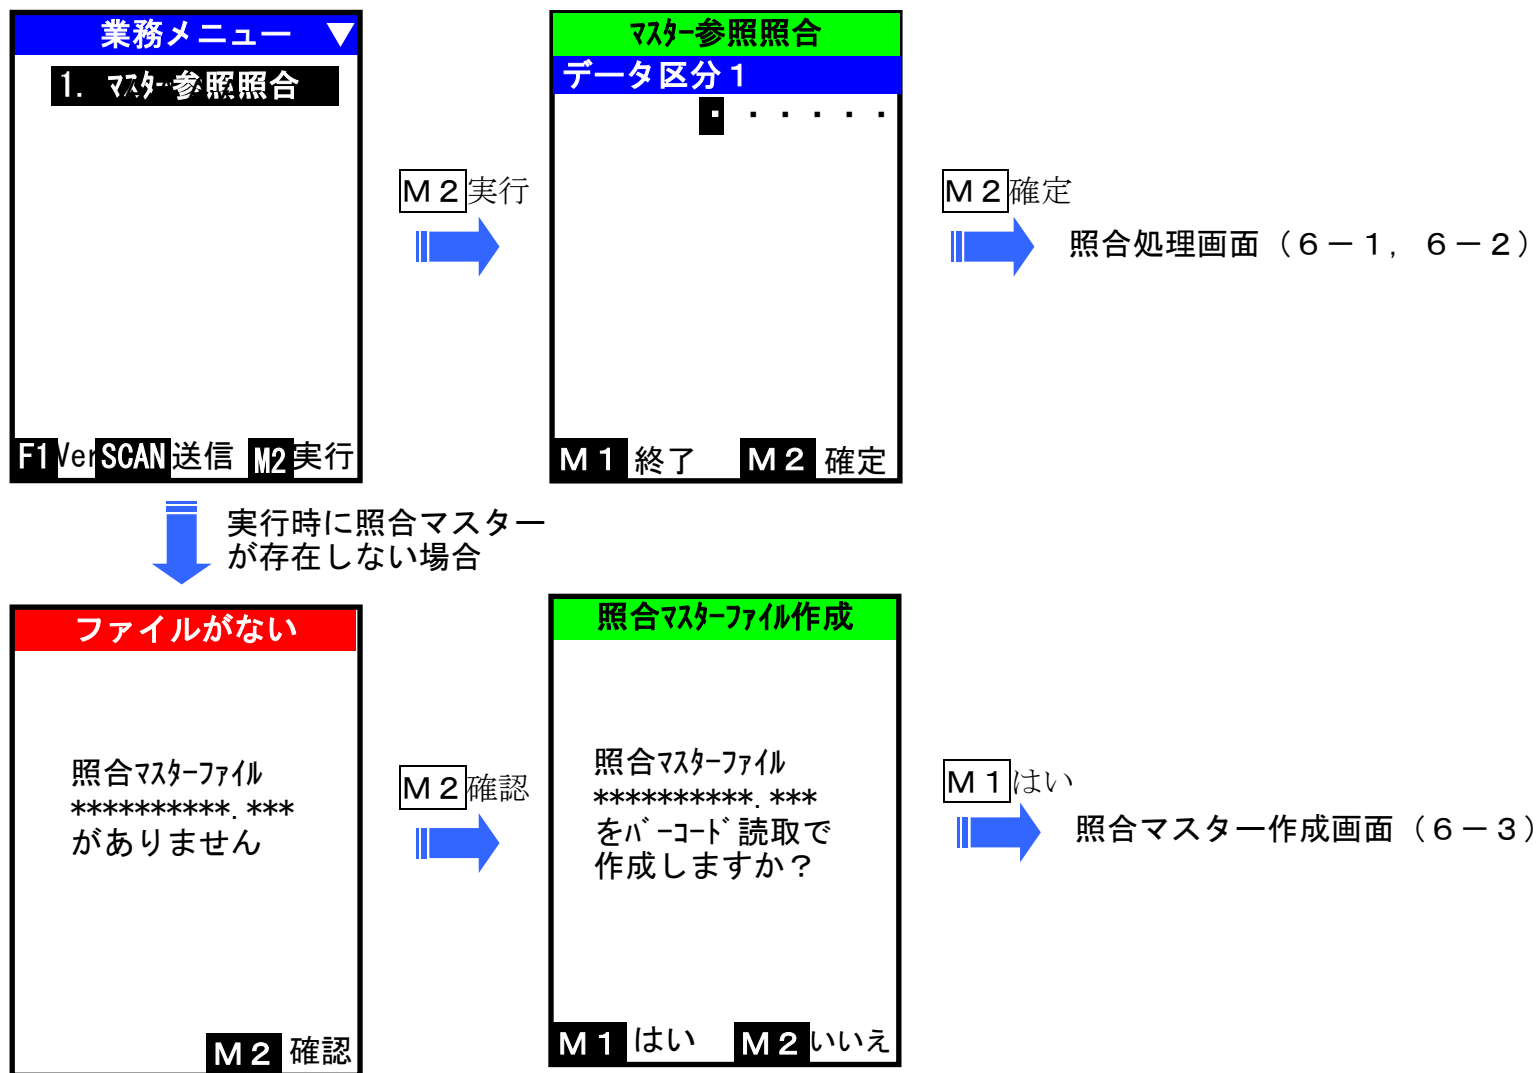 業務メニュー ▼
1. ﾏｽﾀｰ参照照合
F1 Ver SCAN 送信 M2 実行
M2 実行
ﾏｽﾀｰ参照照合
データ区分1
· · · · · ·
M1 終了 M2 確定
M2 確定
照合処理画面（6－1, 6－2）
実行時に照合マスター
が存在しない場合
ファイルがない
照合ﾏｽﾀｰﾌｧｲﾙ
**********.***
がありません
M2 確認
M2 確認
照合ﾏｽﾀｰﾌｧｲﾙ作成
照合ﾏｽﾀｰﾌｧｲﾙ
**********.***
をﾊﾞｰｺｰﾄﾞ読取で
作成しますか？
M1 はい M2 いいえ
M1 はい
照合マスター作成画面（6－3）